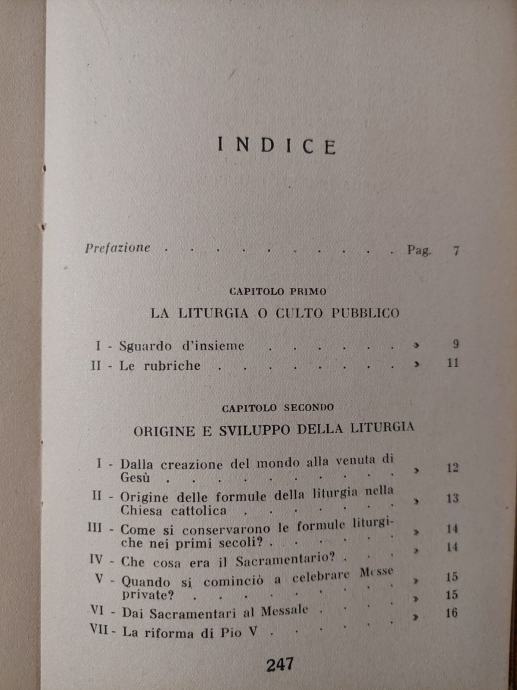 INDICE
Prefazione . . . . . . . . . . Pag. 7
CAPITOLO PRIMO
LA LITURGIA O CULTO PUBBLICO
I - Sguardo d'insieme . . . . . . » 9
II - Le rubriche . . . . . . . . » 11
CAPITOLO SECONDO
ORIGINE E SVILUPPO DELLA LITURGIA
I - Dalla creazione del mondo alla venuta di
Gesù . . . . . . . . . . » 12
II - Origine delle formule della liturgia nella
Chiesa cattolica . . . . . . » 13
III - Come si conservarono le formule liturgi-
che nei primi secoli? . . . . . » 14
IV - Che cosa era il Sacramentario? . . . » 14
V - Quando si cominciò a celebrare Messe
private? . . . . . . . . » 15
VI - Dai Sacramentari al Messale . . . . » 15
VII - La riforma di Pio V . . . . . . » 16
247